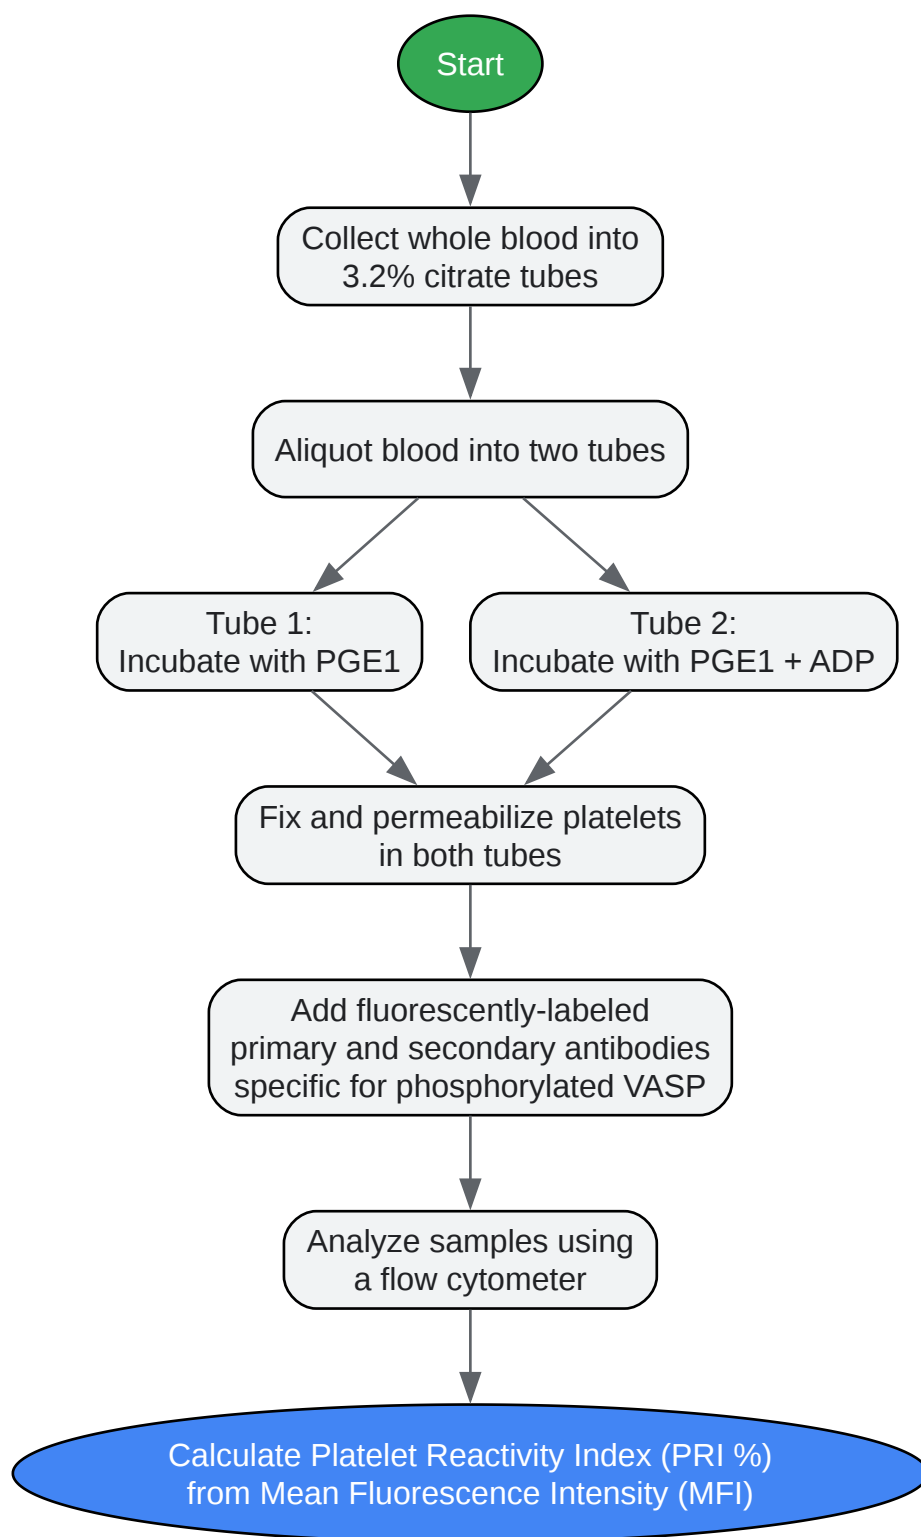 Start
Collect whole blood into
3.2% citrate tubes
Aliquot blood into two tubes
Tube 1:
Incubate with PGE1
Tube 2:
Incubate with PGE1 + ADP
Fix and permeabilize platelets
in both tubes
Add fluorescently-labeled
primary and secondary antibodies
specific for phosphorylated VASP
Analyze samples using
a flow cytometer
Calculate Platelet Reactivity Index (PRI %)
from Mean Fluorescence Intensity (MFI)